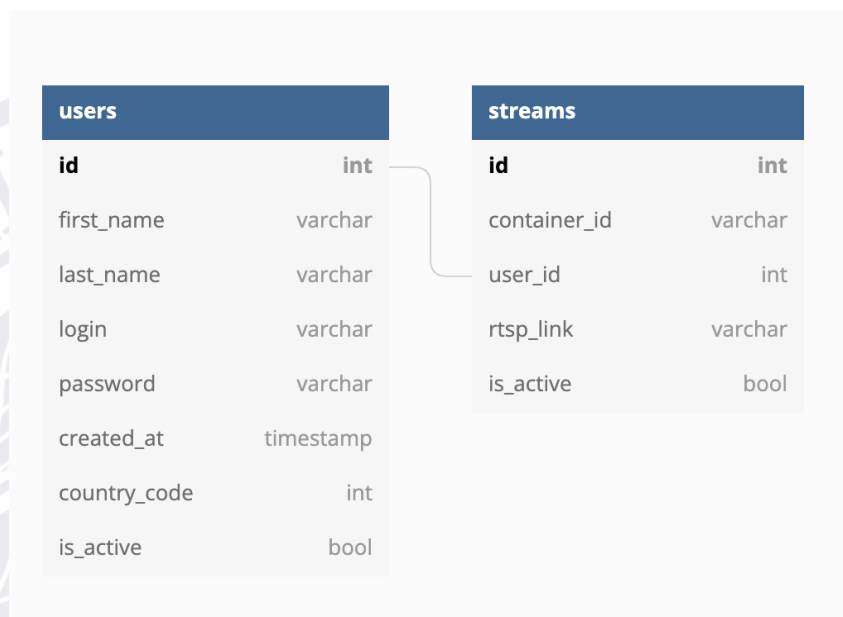 users
id int
first_name varchar
last_name varchar
login varchar
password varchar
created_at timestamp
country_code int
is_active bool
streams
id int
container_id varchar
user_id int
rtsp_link varchar
is_active bool